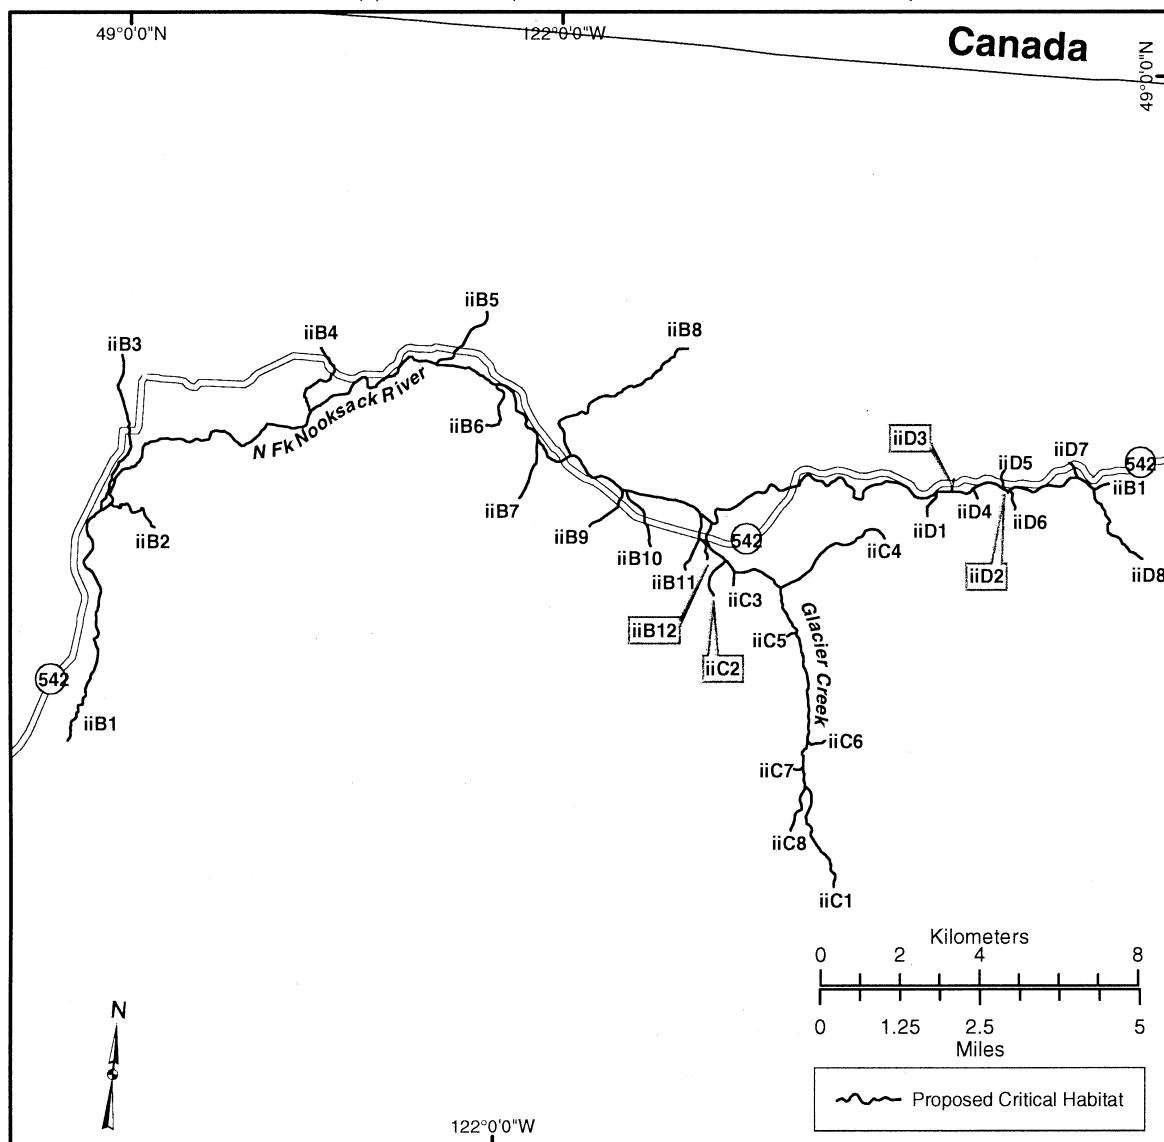 49°0'0"N
122°0'0"W
Canada
49°0'0"N
iiB5
iiB3
iiB4
iiB8
N Fk Nooksack River
iiB6
iiD3
iiD5
iiD7
542
iiB1
iiB7
iiD4
iiB2
iiB9
iiD1
iiD6
542
iiC4
iiB10
iiB11
iiD2
iiD8
iiC3
iiB12
iiC5
Glacier Creek
iiC2
542
iiB1
iiC6
iiC7
iiC8
iiC1
Kilometers
0 2 4 8
0 1.25 2.5 5
Miles
N
Proposed Critical Habitat
122°0'0"W